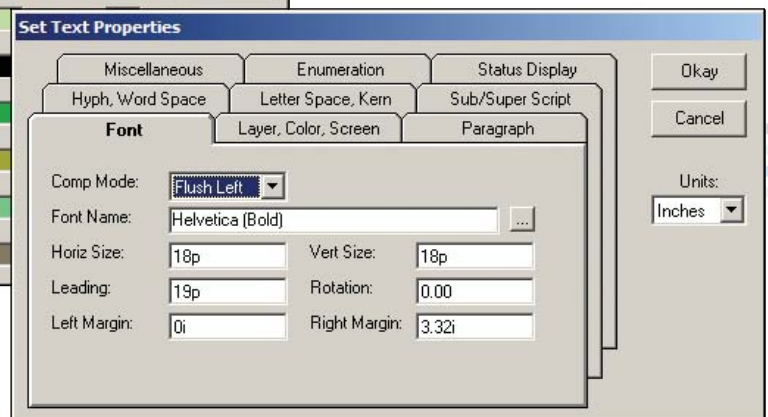 Set Text Properties
Miscellaneous Enumeration Status Display Okay
Hyph, Word Space Letter Space, Kern Sub/Super Script
Font Layer, Color, Screen Paragraph Cancel
Comp Mode: Flush Left Units:
Font Name: Helvetica (Bold) ... Inches
Horiz Size: 18p Vert Size: 18p
Leading: 19p Rotation: 0.00
Left Margin: 0i Right Margin: 3.32i